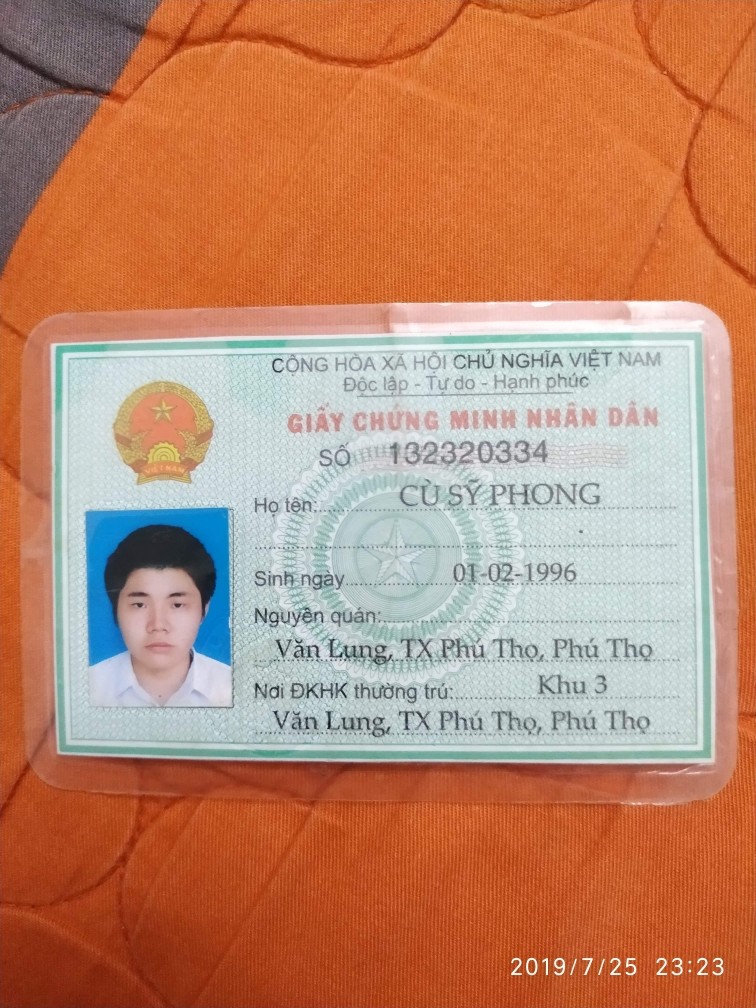 CỘNG HÒA XÃ HỘI CHỦ NGHĨA VIỆT NAM
Độc lập - Tự do - Hạnh phúc
GIẤY CHỨNG MINH NHÂN DÂN
SỐ 132320334
VIỆT NAM
Họ tên: CÙ SỸ PHONG
Sinh ngày 01-02-1996
Nguyên quán:
Văn Lung, TX Phú Thọ, Phú Thọ
Nơi ĐKHK thường trú: Khu 3
Văn Lung, TX Phú Thọ, Phú Thọ
2019/7/25 23:23